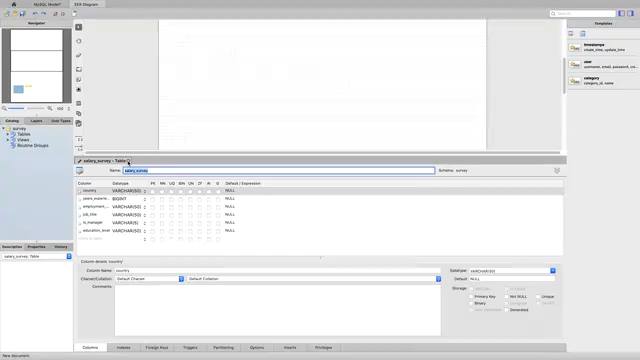 MySQL Model*
EER Diagram
Search
Navigator
Templates
timestamps
create_time, update_time
user
username, email, password, cre...
category
category_id, name
100
Catalog Layers User Types
survey
Tables
Views
Routine Groups
salary_survey - Table
Name: salary_survey
Schema: survey
Column Datatype PK NN UQ BIN UN ZF AI G Default / Expression
country VARCHAR(50) NULL
years_experie... BIGINT NULL
employment_... VARCHAR(50) NULL
job_title VARCHAR(50) NULL
is_manager VARCHAR(5) NULL
education_level VARCHAR(50) NULL
Description Properties History
salary_survey: Table
Column details 'country'
Column Name: country
Charset/Collation: Default Charset Default Collation
Comments:
Datatype: VARCHAR(50)
Default: NULL
Storage:
Primary Key Not NULL Unique
Binary
Generated
Columns Indexes Foreign Keys Triggers Partitioning Options Inserts Privileges
New document.